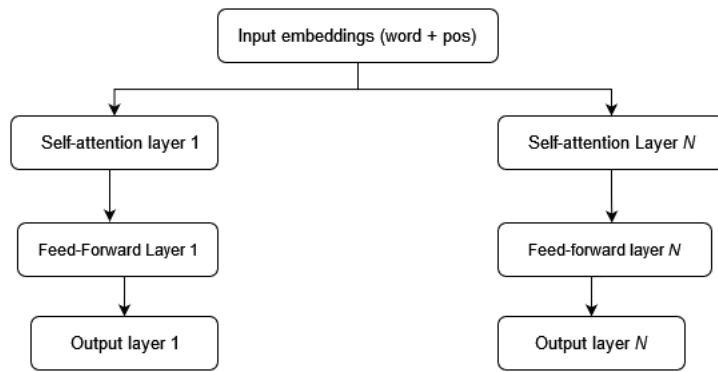 Input embeddings (word + pos)
Self-attention layer 1
Self-attention Layer N
Feed-Forward Layer 1
Feed-forward layer N
Output layer 1
Output layer N